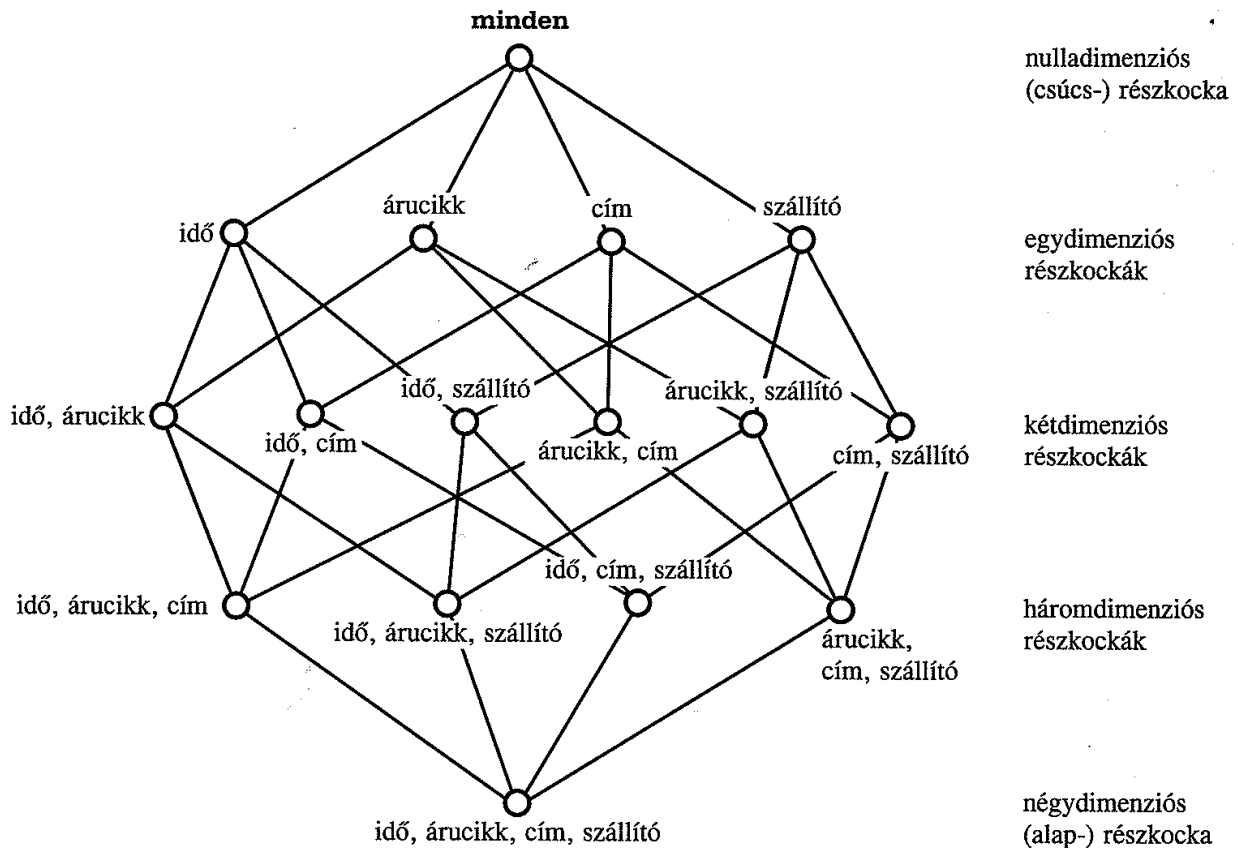 minden
nulladimenziós
(csúcs-) részkocka
idő
árucikk
cím
szállító
egydimenziós
részkockák
idő, árucikk
idő, cím
idő, szállító
árucikk, cím
árucikk, szállító
cím, szállító
kétdimenziós
részkockák
idő, árucikk, cím
idő, árucikk, szállító
idő, cím, szállító
árucikk,
cím, szállító
háromdimenziós
részkockák
idő, árucikk, cím, szállító
négydimenziós
(alap-) részkocka